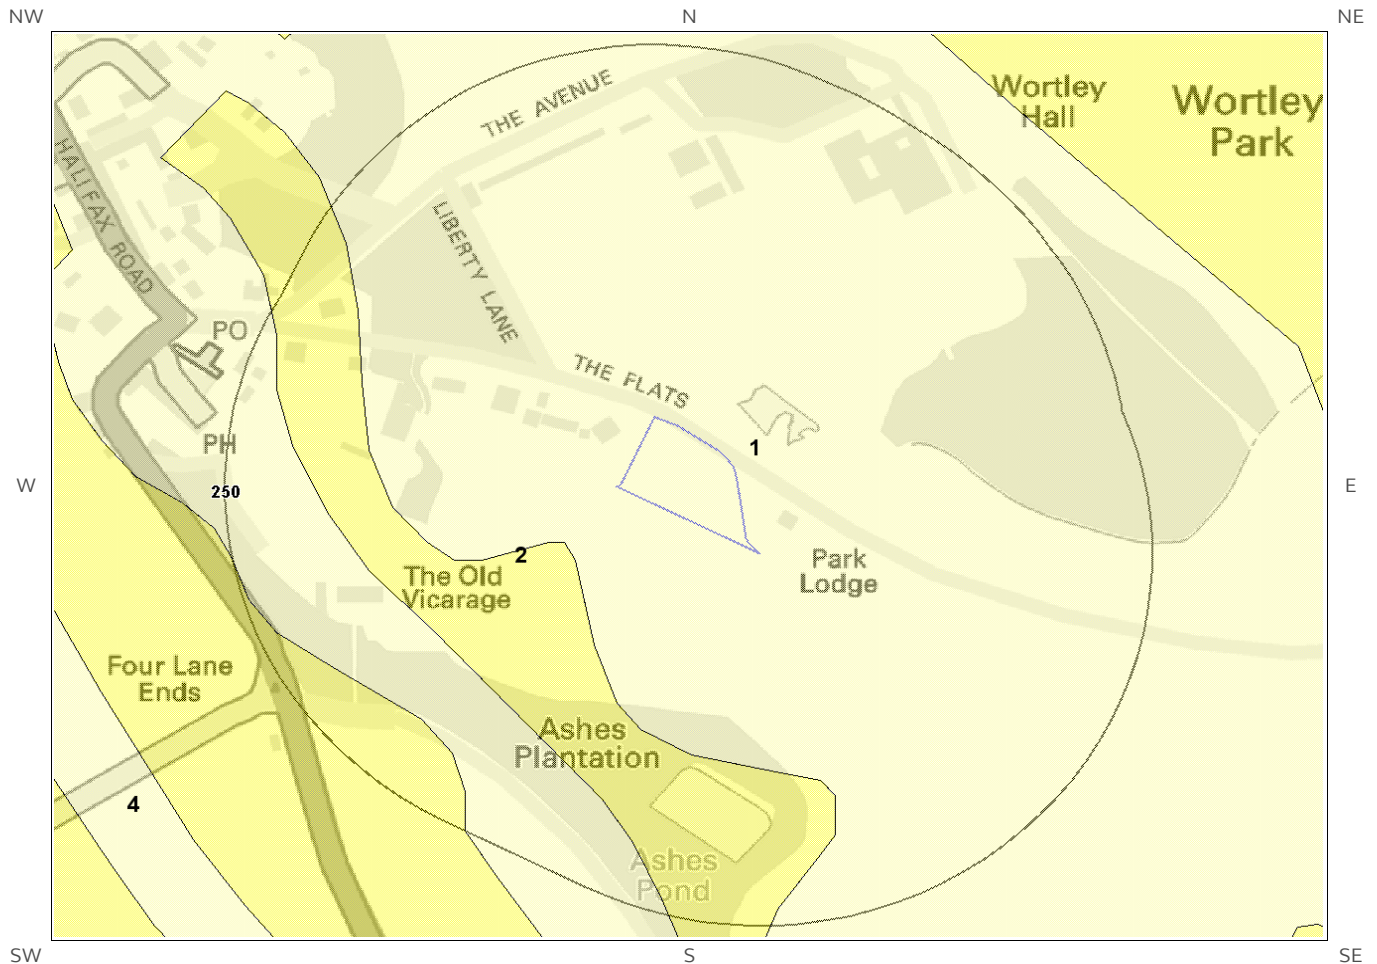 NW
N
NE
THE AVENUE
Wortley
Hall
Wortley
Park
HALIFAX ROAD
LIBERTY LANE
PO
THE FLATS
PH
1
W
250
E
2
Park
Lodge
The Old
Vicarage
Four Lane
Ends
Ashes
Plantation
4
Ashes
Pond
SW
S
SE